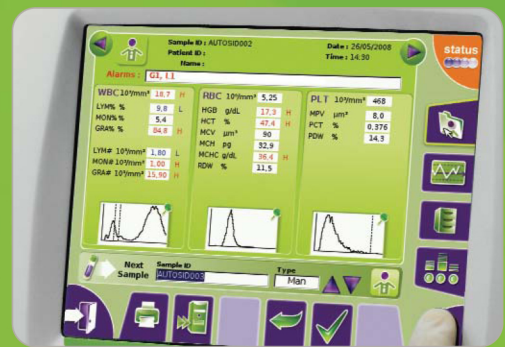 Sample ID : AUTOSID002
Patient ID :
Name :
Date : 26/05/2008
Time : 14:30
status
Alarms : G1, L1
WBC 10³/mm³ 18,7 H
LYM% % 9,8 L
MON% % 5,4
GRA% % 84,8 H
LYM# 10³/mm³ 1,80 L
MON# 10³/mm³ 1,00 H
GRA# 10³/mm³ 15,90 H
RBC 10⁶/mm³ 5,25
HGB g/dL 17,3 H
HCT % 47,4 H
MCV µm³ 90
MCH pg 32,9
MCHC g/dL 36,4 H
RDW % 11,5
PLT 10³/mm³ 468
MPV µm³ 8,0
PCT % 0,376
PDW % 14,3
Next Sample
Sample ID
AUTOSID003
Type
Man